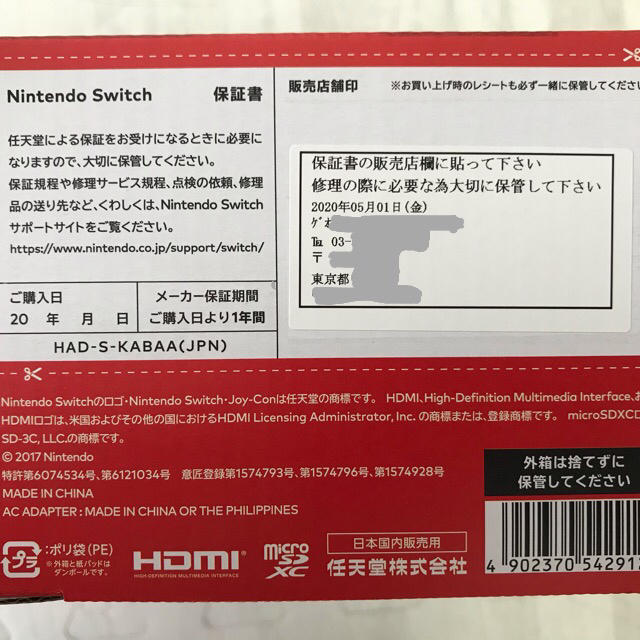 Nintendo Switch 保証書
任天堂による保証をお受けになるときに必要に
なりますので、大切に保管してください。
保証規程や修理サービス規程、点検の依頼、修理
品の送り先など、くわしくは、Nintendo Switch
サポートサイトをご覧ください。
https://www.nintendo.co.jp/support/switch/
ご購入日
20 年 月 日
メーカー保証期間
ご購入日より1年間
HAD-S-KABAA(JPN)
販売店舗印 ※お買い上げ時のレシートも必ず一緒に保管してください
保証書の販売店欄に貼って下さい
修理の際に必要な為大切に保管して下さい
2020年05月01日(金)
ｹﾞｵ
℡ 03-
〒
東京都
Nintendo Switchのロゴ・Nintendo Switch・Joy-Conは任天堂の商標です。 HDMI、High-Definition Multimedia Interface、お
HDMIロゴは、米国およびその他の国におけるHDMI Licensing Administrator, Inc. の商標または、登録商標です。 microSDXC
SD-3C, LLC.の商標です。
© 2017 Nintendo
特許第6074534号、第6121034号 意匠登録第1574793号、第1574796号、第1574928号
MADE IN CHINA
AC ADAPTER : MADE IN CHINA OR THE PHILIPPINES
外箱は捨てずに
保管してください
プラ
:ポリ袋(PE)
※外箱と紙パッドは
ダンボールです。
HDMI
HIGH-DEFINITION MULTIMEDIA INTERFACE
micro
SD
XC
日本国内販売用
任天堂株式会社
4 902370 542912